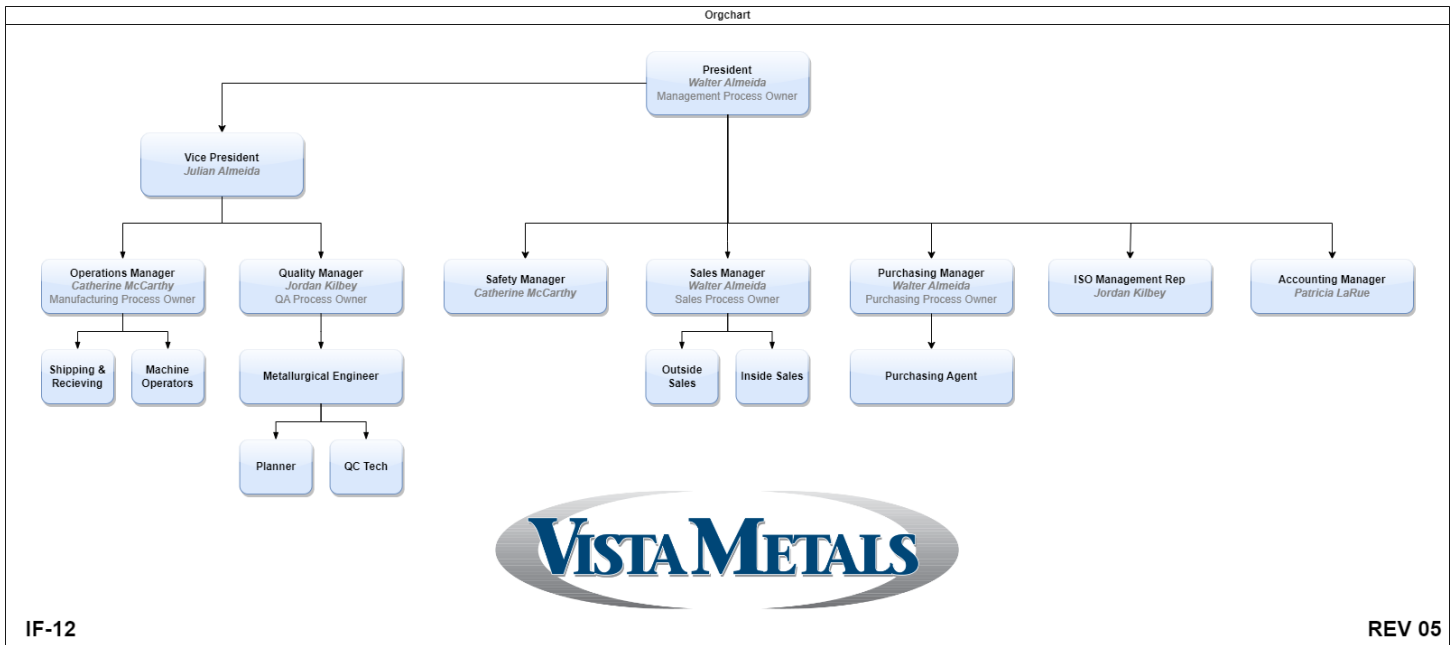 Orgchart
President
Walter Almeida
Management Process Owner
Vice President
Julian Almeida
Operations Manager
Catherine McCarthy
Manufacturing Process Owner
Quality Manager
Jordan Kilbey
QA Process Owner
Safety Manager
Catherine McCarthy
Sales Manager
Walter Almeida
Sales Process Owner
Purchasing Manager
Walter Almeida
Purchasing Process Owner
ISO Management Rep
Jordan Kilbey
Accounting Manager
Patricia LaRue
Shipping &
Recieving
Machine
Operators
Metallurgical Engineer
Outside
Sales
Inside Sales
Purchasing Agent
Planner
QC Tech
VISTA METALS
IF-12
REV 05